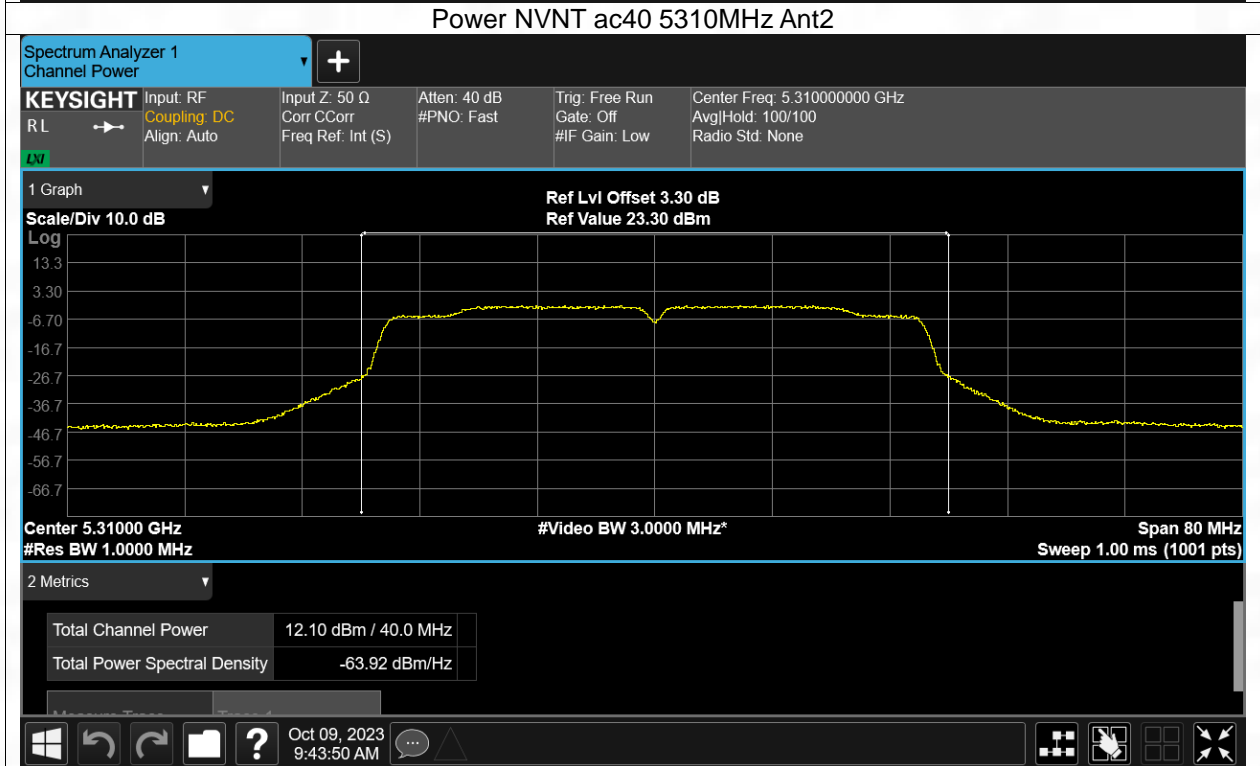 Power NVNT ac40 5310MHz Ant2
Spectrum Analyzer 1
Channel Power
KEYSIGHT
RL
LXI
Input: RF
Coupling: DC
Align: Auto
Input Z: 50 Ω
Corr CCorr
Freq Ref: Int (S)
Atten: 40 dB
#PNO: Fast
Trig: Free Run
Gate: Off
#IF Gain: Low
Center Freq: 5.310000000 GHz
Avg|Hold: 100/100
Radio Std: None
1 Graph
Scale/Div 10.0 dB
Ref Lvl Offset 3.30 dB
Ref Value 23.30 dBm
Log
13.3
3.30
-6.70
-16.7
-26.7
-36.7
-46.7
-56.7
-66.7
Center 5.31000 GHz
#Video BW 3.0000 MHz*
Span 80 MHz
#Res BW 1.0000 MHz
Sweep 1.00 ms (1001 pts)
2 Metrics
Total Channel Power 12.10 dBm / 40.0 MHz
Total Power Spectral Density -63.92 dBm/Hz
Oct 09, 2023
9:43:50 AM